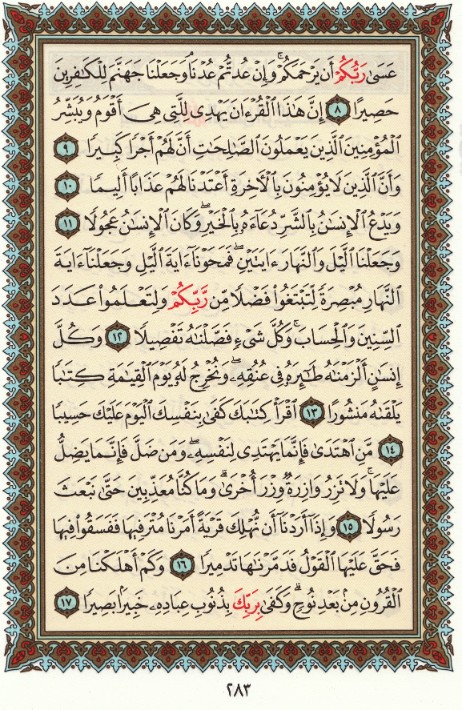 عَسَىٰ رَبُّكُمْ أَن يَرْحَمَكُمْ ۚ وَإِنْ عُدتُّمْ عُدْنَا ۘ وَجَعَلْنَا جَهَنَّمَ لِلْكَٰفِرِينَ
حَصِيرًا ٨ إِنَّ هَٰذَا ٱلْقُرْءَانَ يَهْدِى لِلَّتِى هِىَ أَقْوَمُ وَيُبَشِّرُ
ٱلْمُؤْمِنِينَ ٱلَّذِينَ يَعْمَلُونَ ٱلصَّٰلِحَٰتِ أَنَّ لَهُمْ أَجْرًا كَبِيرًا ٩
وَأَنَّ ٱلَّذِينَ لَا يُؤْمِنُونَ بِٱلْءَاخِرَةِ أَعْتَدْنَا لَهُمْ عَذَابًا أَلِيمًا ١٠
وَيَدْعُ ٱلْإِنسَٰنُ بِٱلشَّرِّ دُعَآءَهُۥ بِٱلْخَيْرِ ۖ وَكَانَ ٱلْإِنسَٰنُ عَجُولًا ١١
وَجَعَلْنَا ٱلَّيْلَ وَٱلنَّهَارَ ءَايَتَيْنِ ۖ فَمَحَوْنَآ ءَايَةَ ٱلَّيْلِ وَجَعَلْنَآ ءَايَةَ
ٱلنَّهَارِ مُبْصِرَةً لِّتَبْتَغُوا۟ فَضْلًا مِّن رَّبِّكُمْ وَلِتَعْلَمُوا۟ عَدَدَ
ٱلسِّنِينَ وَٱلْحِسَابَ ۚ وَكُلَّ شَىْءٍ فَصَّلْنَٰهُ تَفْصِيلًا ١٢ وَكُلَّ
إِنسَٰنٍ أَلْزَمْنَٰهُ طَٰٓئِرَهُۥ فِى عُنُقِهِۦ ۖ وَنُخْرِجُ لَهُۥ يَوْمَ ٱلْقِيَٰمَةِ كِتَٰبًا
يَلْقَىٰهُ مَنشُورًا ١٣ ٱقْرَأْ كِتَٰبَكَ كَفَىٰ بِنَفْسِكَ ٱلْيَوْمَ عَلَيْكَ حَسِيبًا
١٤ مَّنِ ٱهْتَدَىٰ فَإِنَّمَا يَهْتَدِى لِنَفْسِهِۦ ۖ وَمَن ضَلَّ فَإِنَّمَا يَضِلُّ
عَلَيْهَا ۚ وَلَا تَزِرُ وَازِرَةٌ وِزْرَ أُخْرَىٰ ۗ وَمَا كُنَّا مُعَذِّبِينَ حَتَّىٰ نَبْعَثَ
رَسُولًا ١٥ وَإِذَآ أَرَدْنَآ أَن نُّهْلِكَ قَرْيَةً أَمَرْنَا مُتْرَفِيهَا فَفَسَقُوا۟ فِيهَا
فَحَقَّ عَلَيْهَا ٱلْقَوْلُ فَدَمَّرْنَٰهَا تَدْمِيرًا ١٦ وَكَمْ أَهْلَكْنَا مِنَ
ٱلْقُرُونِ مِنۢ بَعْدِ نُوحٍ ۗ وَكَفَىٰ بِرَبِّكَ بِذُنُوبِ عِبَادِهِۦ خَبِيرًۢا بَصِيرًا ١٧
٢٨٣